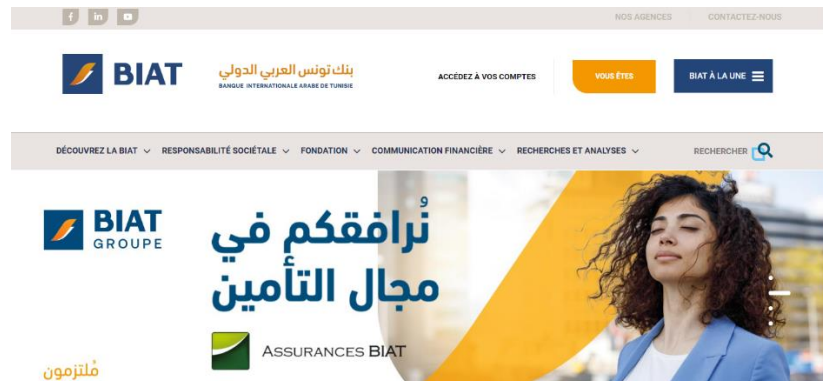 NOS AGENCES CONTACTEZ-NOUS
BIAT
بنك تونس العربي الدولي
BANQUE INTERNATIONALE ARABE DE TUNISIE
ACCÉDEZ À VOS COMPTES
VOUS ÊTES
BIAT À LA UNE
DÉCOUVREZ LA BIAT RESPONSABILITÉ SOCIÉTALE FONDATION COMMUNICATION FINANCIÈRE RECHERCHES ET ANALYSES RECHERCHER
BIAT
GROUPE
نُرافقكم في
مجال التأمين
ASSURANCES BIAT
مُلتزمون